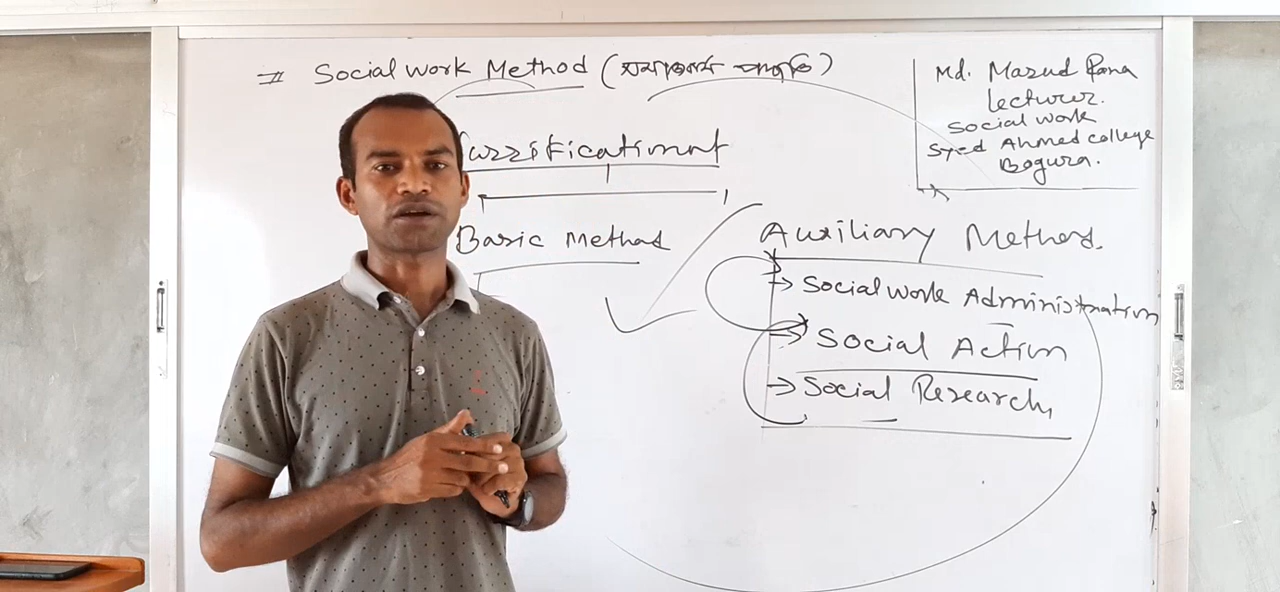 Social work Method (সমাজকর্ম পদ্ধতি)
Md. Masud Rana
Lecturer.
Social work
Syed Ahmed college
Bogura.
Basic Method
Auxiliary Method.
→ Social work Administration
→ Social Action
→ Social Research